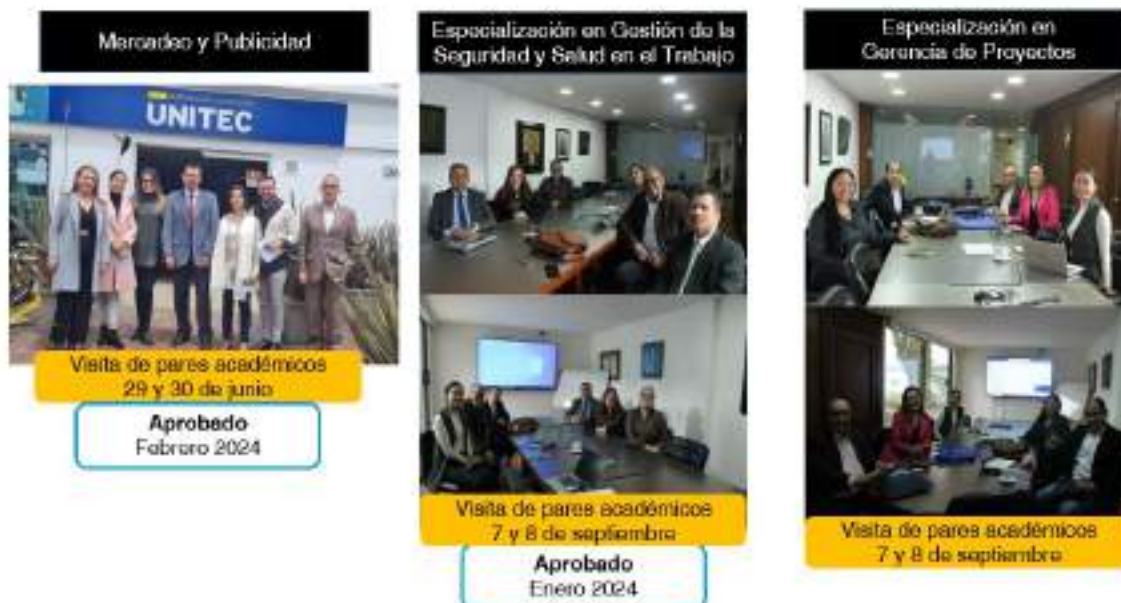 Mercadeo y Publicidad
UNITEC
Visita de pares académicos
29 y 30 de junio
Aprobado
Febrero 2024
Especialización en Gestión de la
Seguridad y Salud en el Trabajo
Visita de pares académicos
7 y 8 de septiembre
Aprobado
Enero 2024
Especialización en
Gerencia de Proyectos
Visita de pares académicos
7 y 8 de septiembre